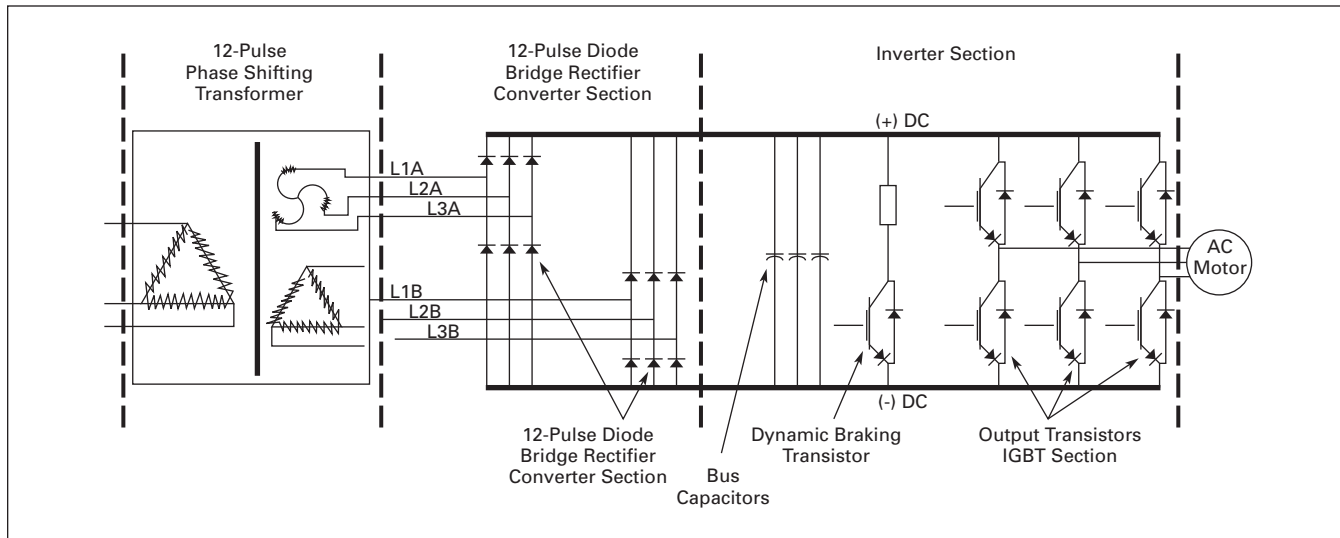 12-Pulse
Phase Shifting
Transformer
12-Pulse Diode
Bridge Rectifier
Converter Section
Inverter Section
(+) DC
L1A
L2A
L3A
L1B
L2B
L3B
AC
Motor
(-) DC
12-Pulse Diode
Bridge Rectifier
Converter Section
Bus
Capacitors
Dynamic Braking
Transistor
Output Transistors
IGBT Section